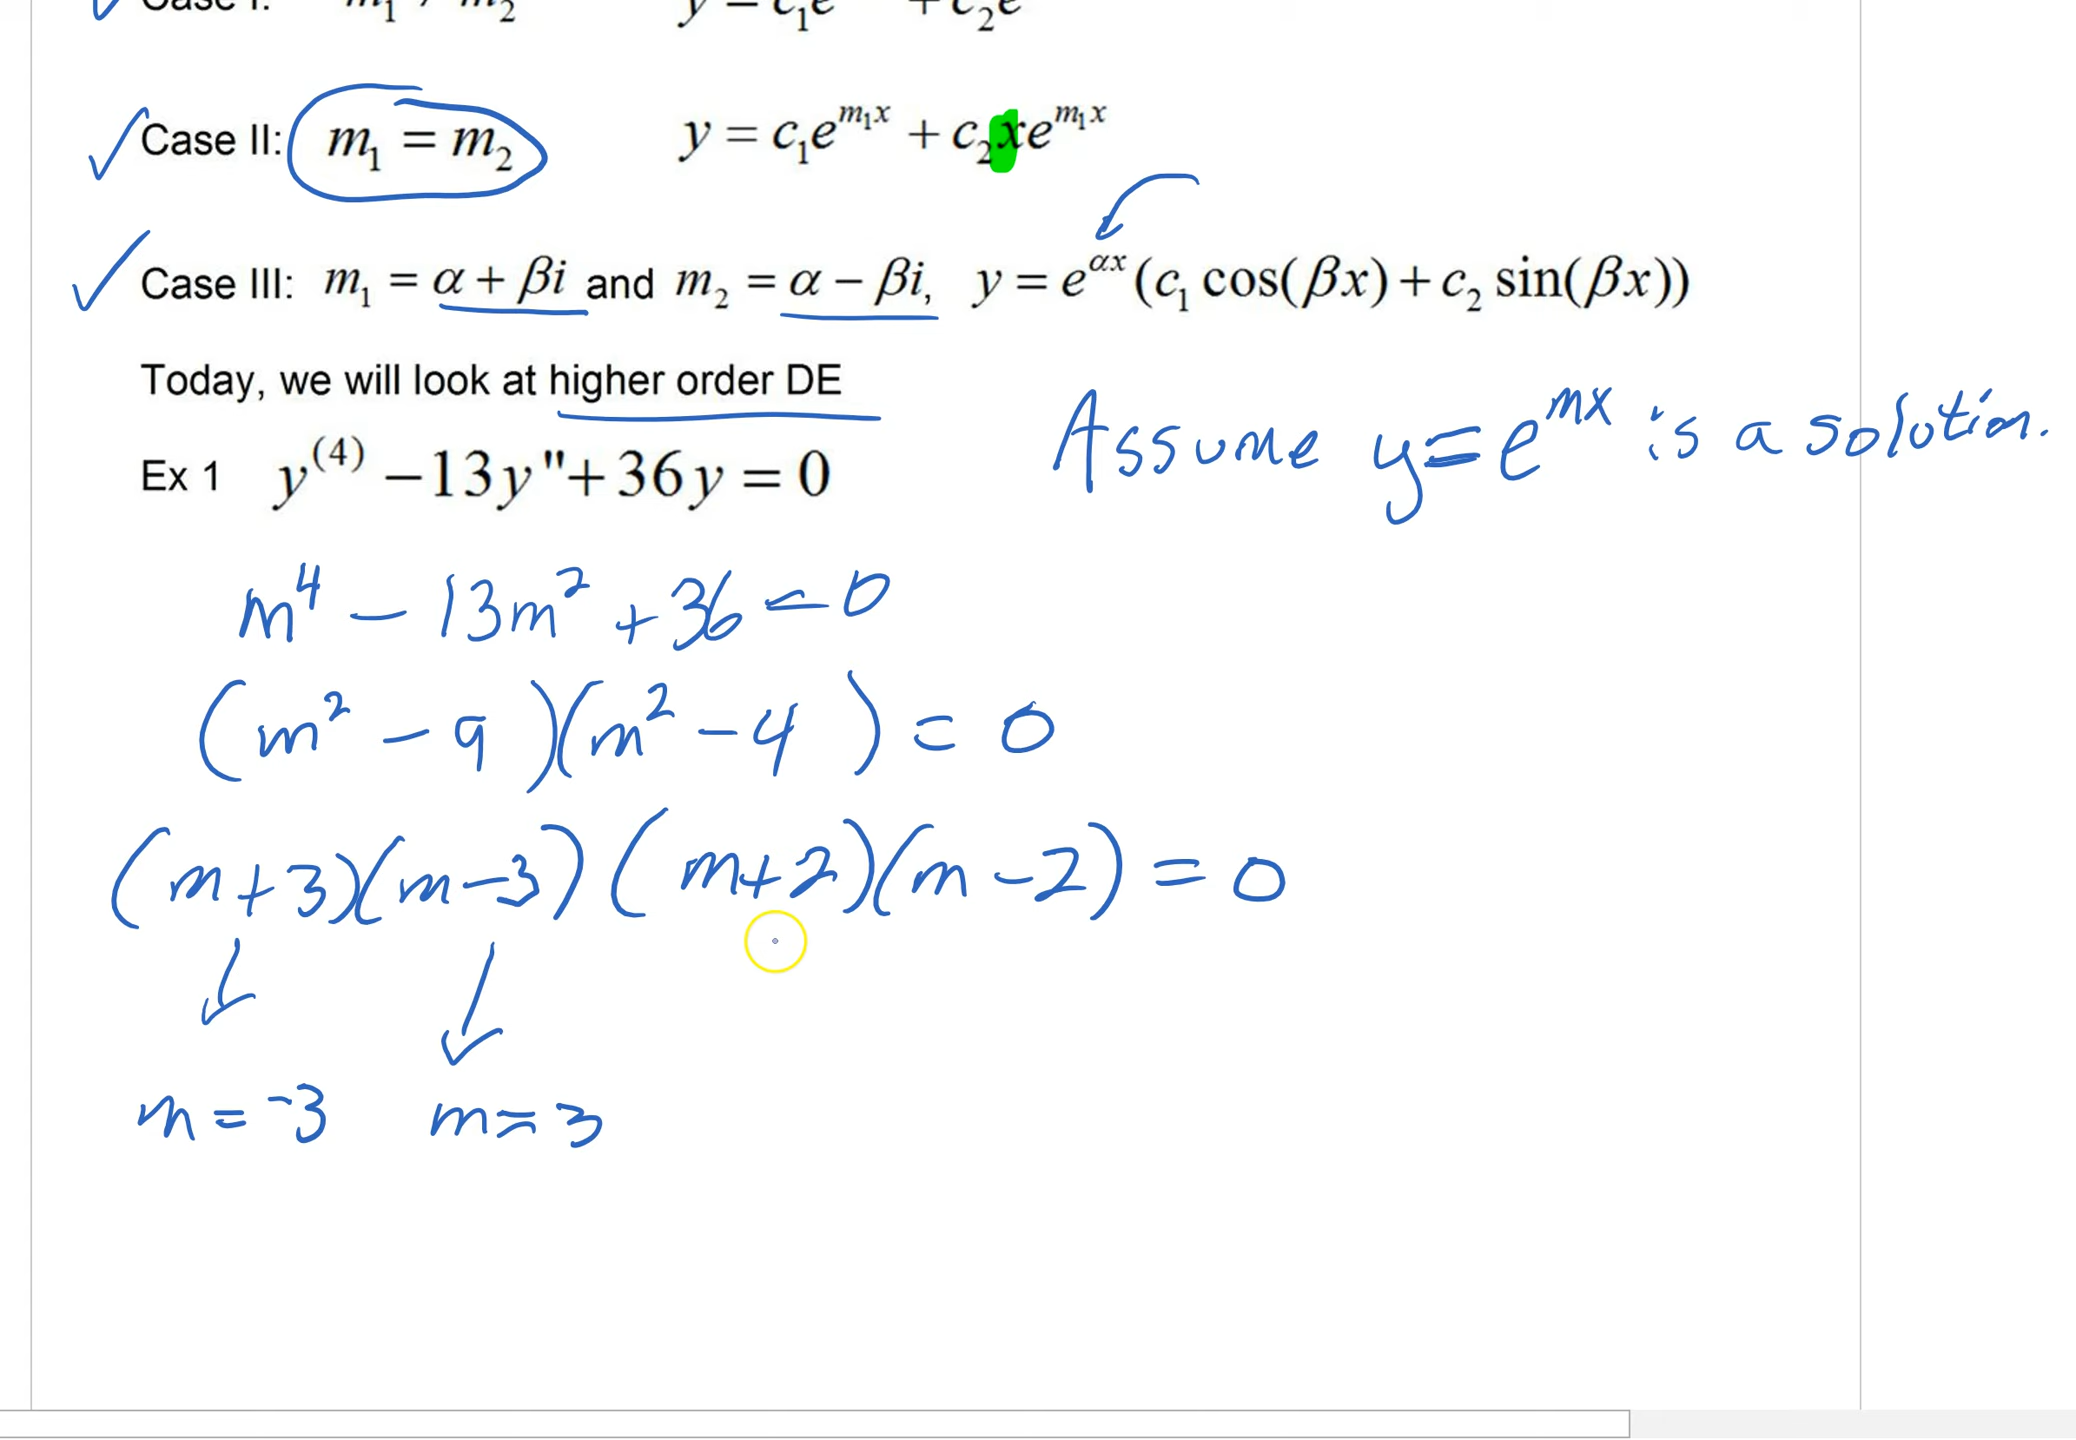 Case II: m₁ = m₂ y = c₁e^{m₁x} + c₂xe^{m₁x}
Case III: m₁ = α + βi and m₂ = α − βi, y = e^{αx}(c₁ cos(βx) + c₂ sin(βx))
Today, we will look at higher order DE
Assume y = e^{mx} is a solution.
Ex 1 y⁽⁴⁾ − 13y" + 36y = 0
m⁴ − 13m² + 36 = 0
(m² − 9)(m² − 4) = 0
(m+3)(m−3)(m+2)(m−2) = 0
m = -3 m = 3